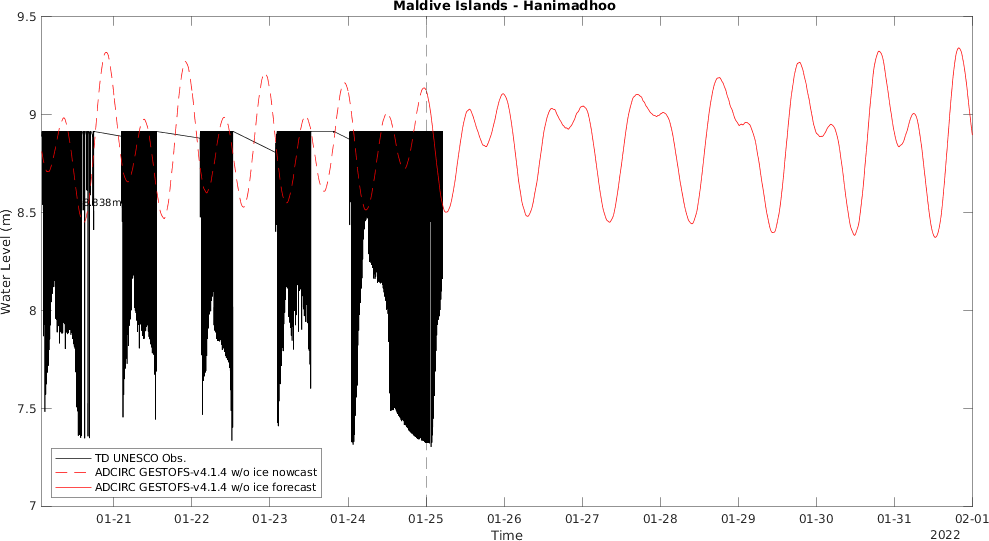 Maldive Islands - Hanimadhoo
9.5
9
8.5
8
7.5
7
Water Level (m)
.838m
TD UNESCO Obs.
ADCIRC GESTOFS-v4.1.4 w/o ice nowcast
ADCIRC GESTOFS-v4.1.4 w/o ice forecast
01-21 01-22 01-23 01-24 01-25 01-26 01-27 01-28 01-29 01-30 01-31 02-01
Time
2022